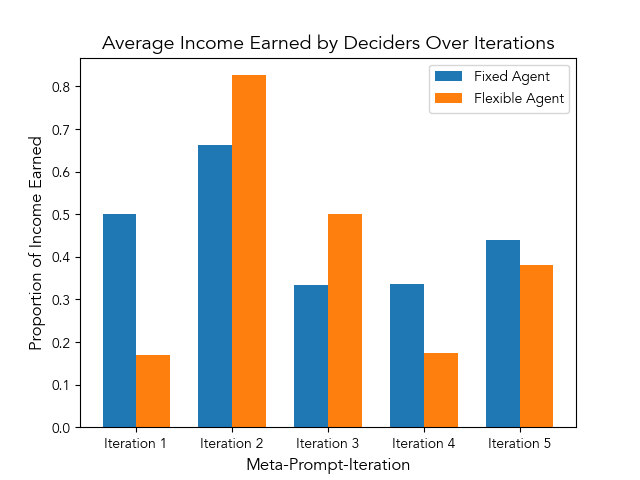 Average Income Earned by Deciders Over Iterations
Fixed Agent
Flexible Agent
Proportion of Income Earned
0.8
0.7
0.6
0.5
0.4
0.3
0.2
0.1
0.0
Iteration 1
Iteration 2
Iteration 3
Iteration 4
Iteration 5
Meta-Prompt-Iteration